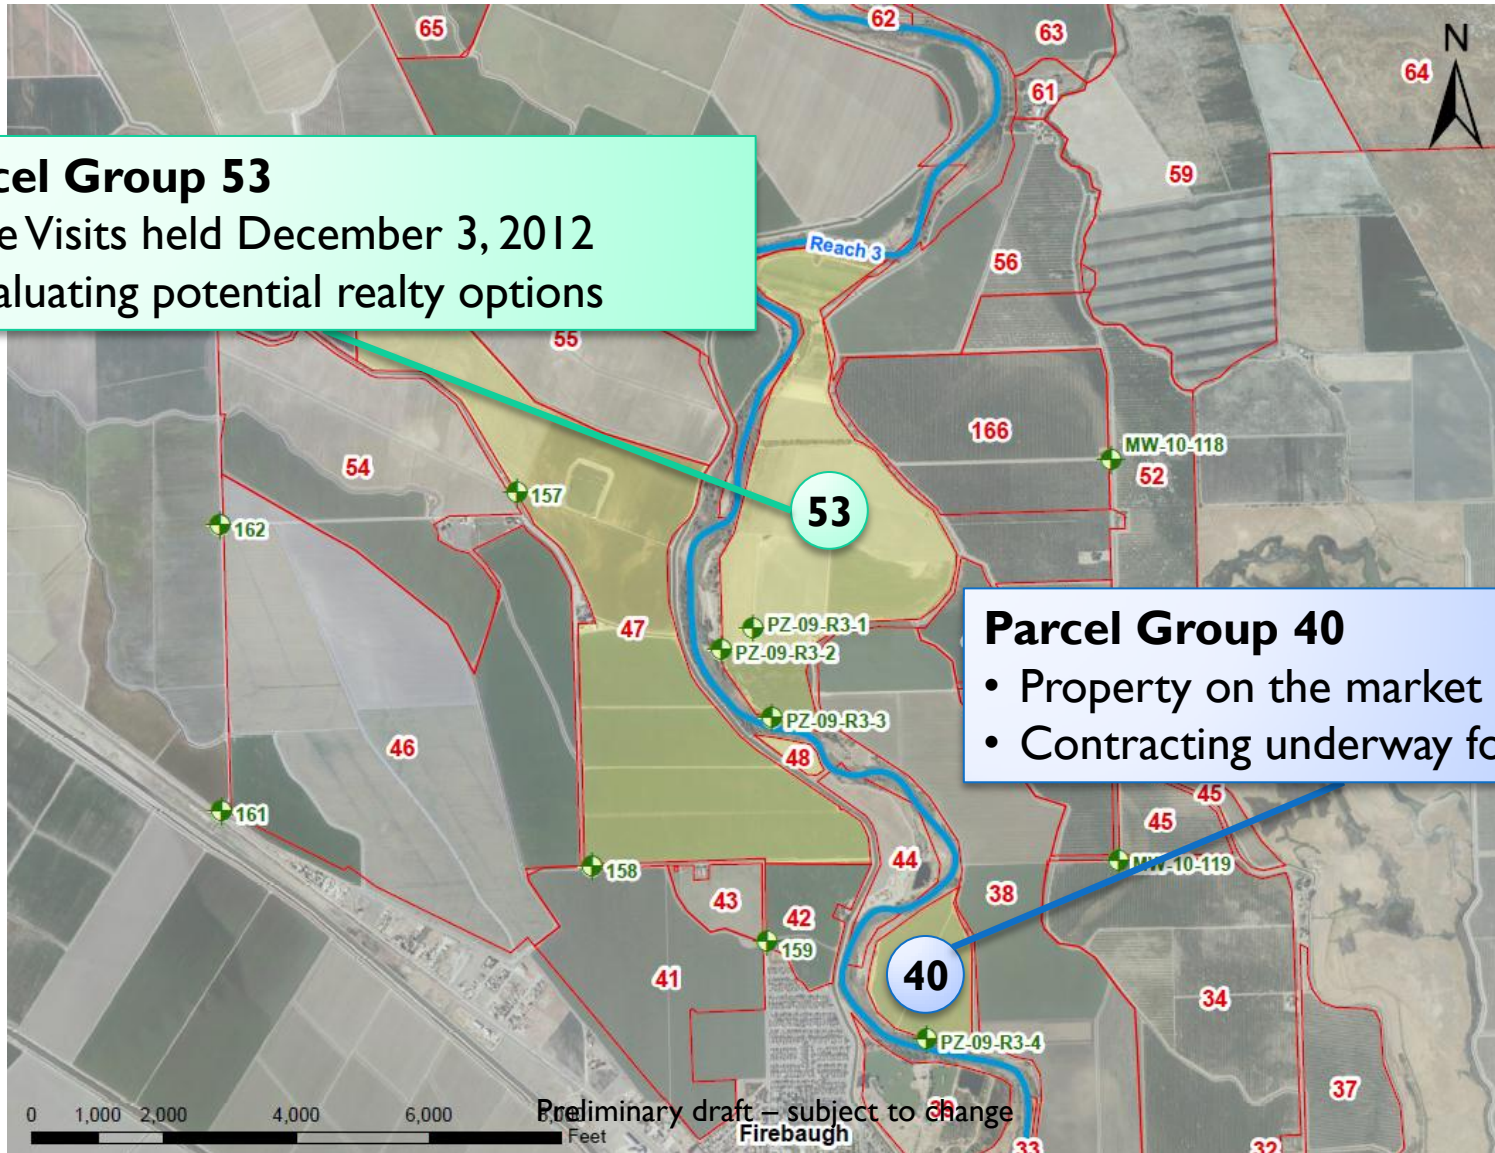 65
62
63
N
64
61
59
cel Group 53
e Visits held December 3, 2012
aluating potential realty options
Reach 3
56
55
166
MW-10-118
52
54
157
53
162
47
PZ-09-R3-1
PZ-09-R3-2
Parcel Group 40
• Property on the market
• Contracting underway fo
PZ-09-R3-3
46
48
45
45
161
44
MW-10-119
158
43
42
38
159
41
40
34
PZ-09-R3-4
37
0 1,000 2,000 4,000 6,000 8,000
Feet
Preliminary draft – subject to change
39
Firebaugh
33
32